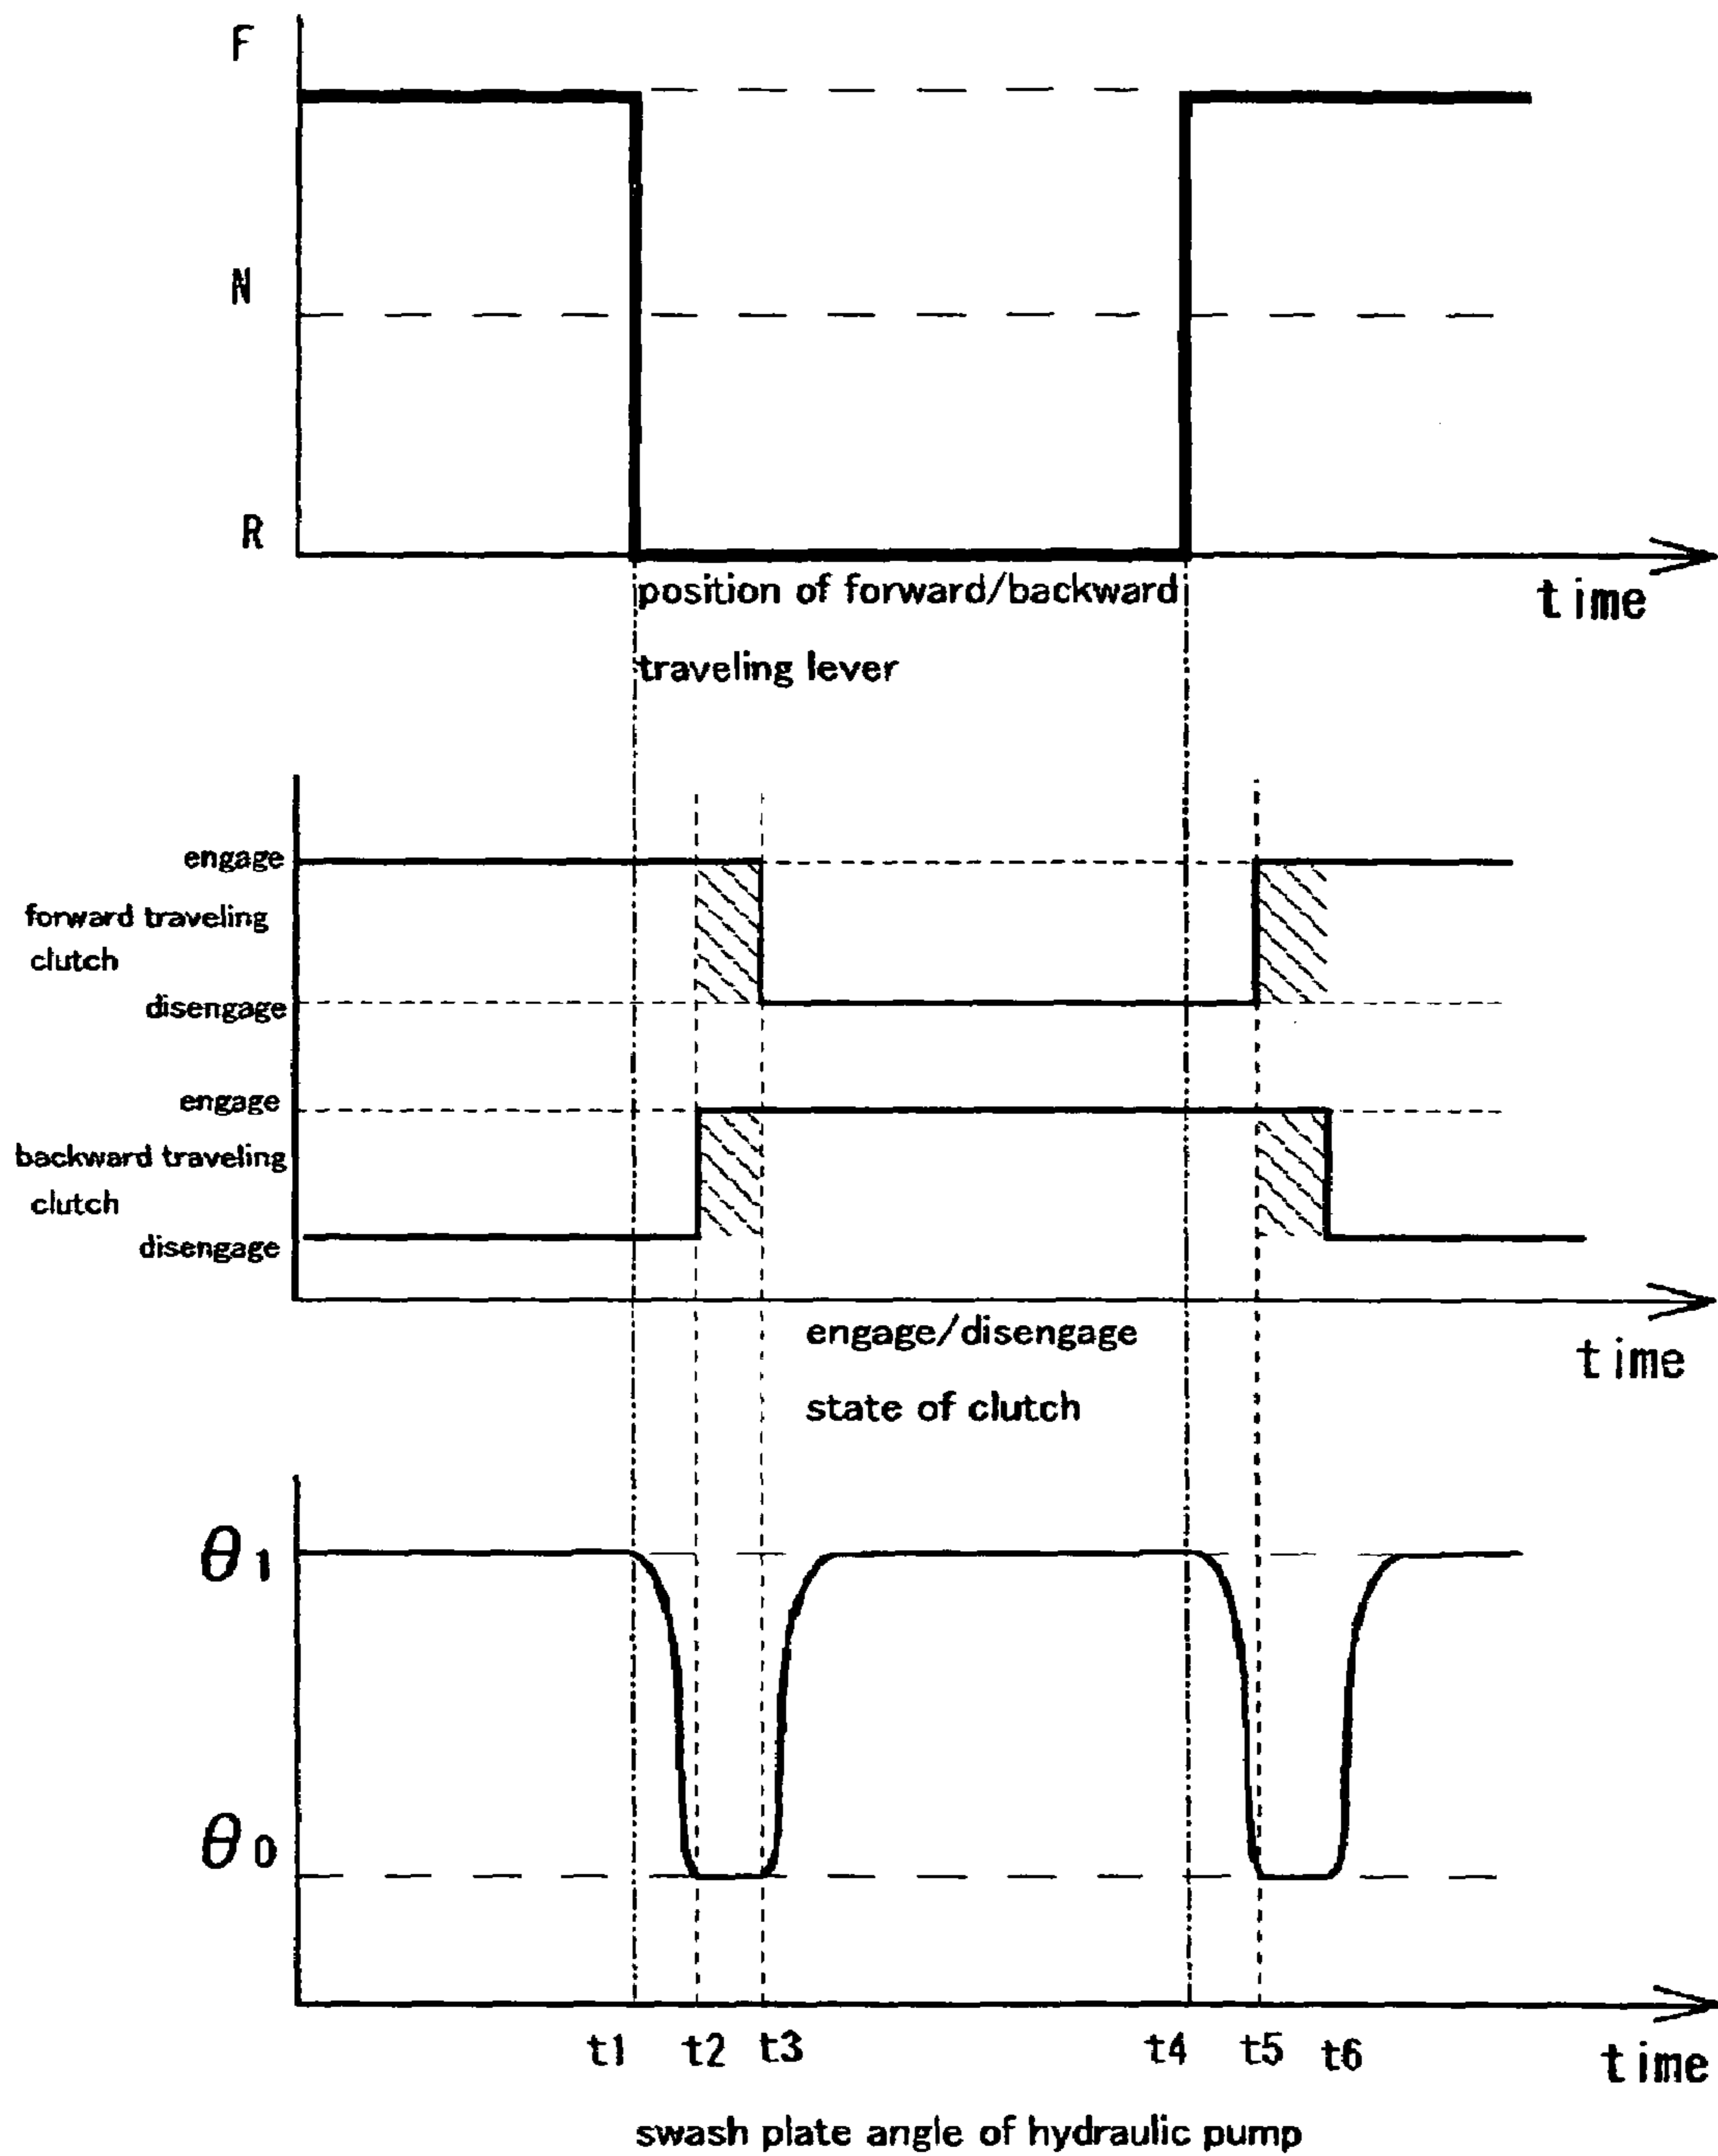 F
N
R
time
position of forward/backward
traveling lever
engage
forward traveling
clutch
disengage
engage
backward traveling
clutch
disengage
engage/disengage
state of clutch
time
θ1
θ0
t1 t2 t3 t4 t5 t6
time
swash plate angle of hydraulic pump